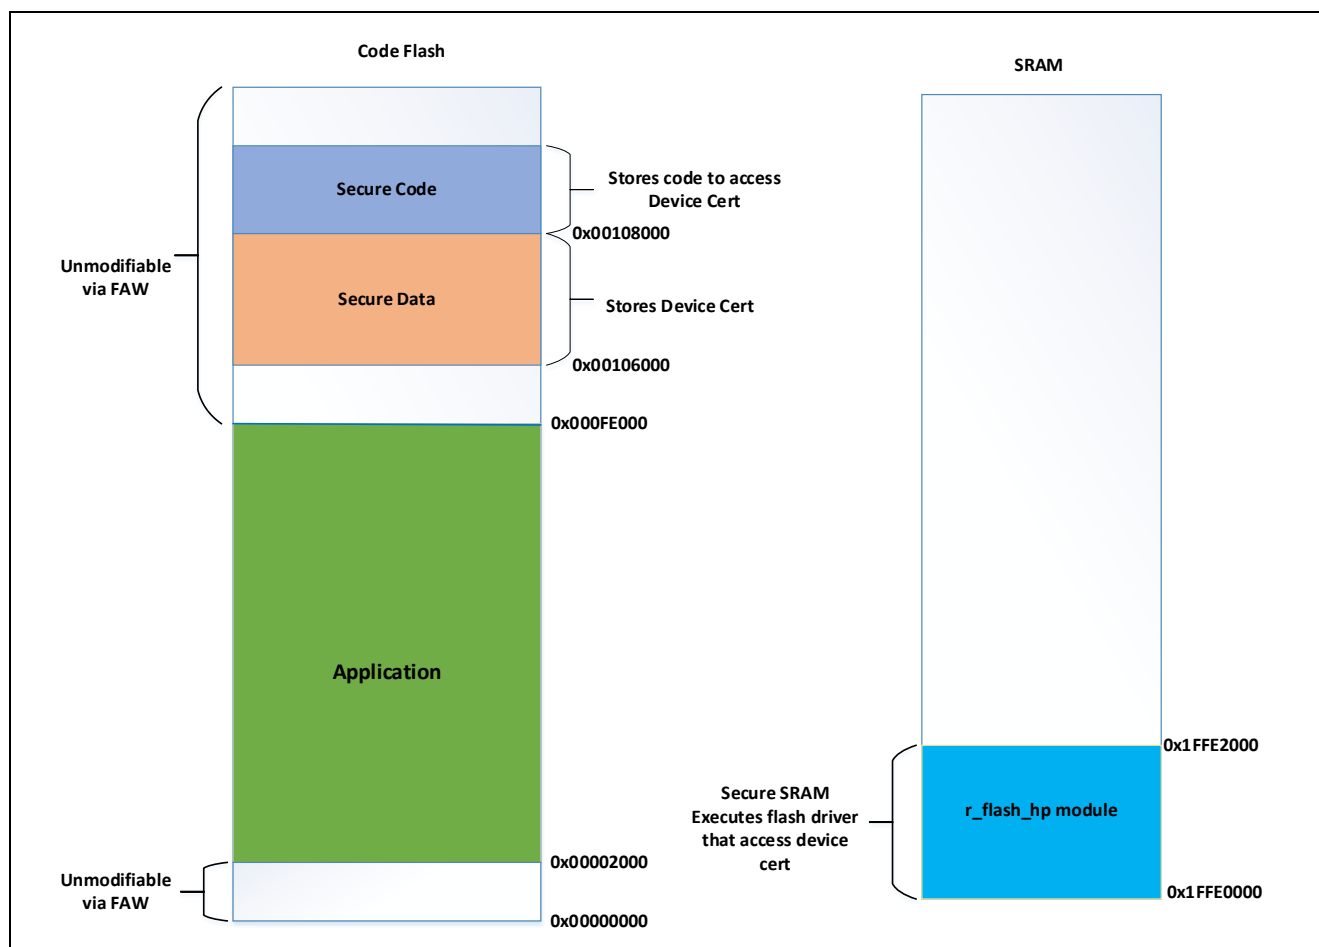 Code Flash
SRAM
Secure Code
Stores code to access
Device Cert
0x00108000
Unmodifiable
via FAW
Secure Data
Stores Device Cert
0x00106000
0x000FE000
Application
0x1FFE2000
Secure SRAM
Executes flash driver
that access device
cert
r_flash_hp module
0x00002000
Unmodifiable
via FAW
0x1FFE0000
0x00000000